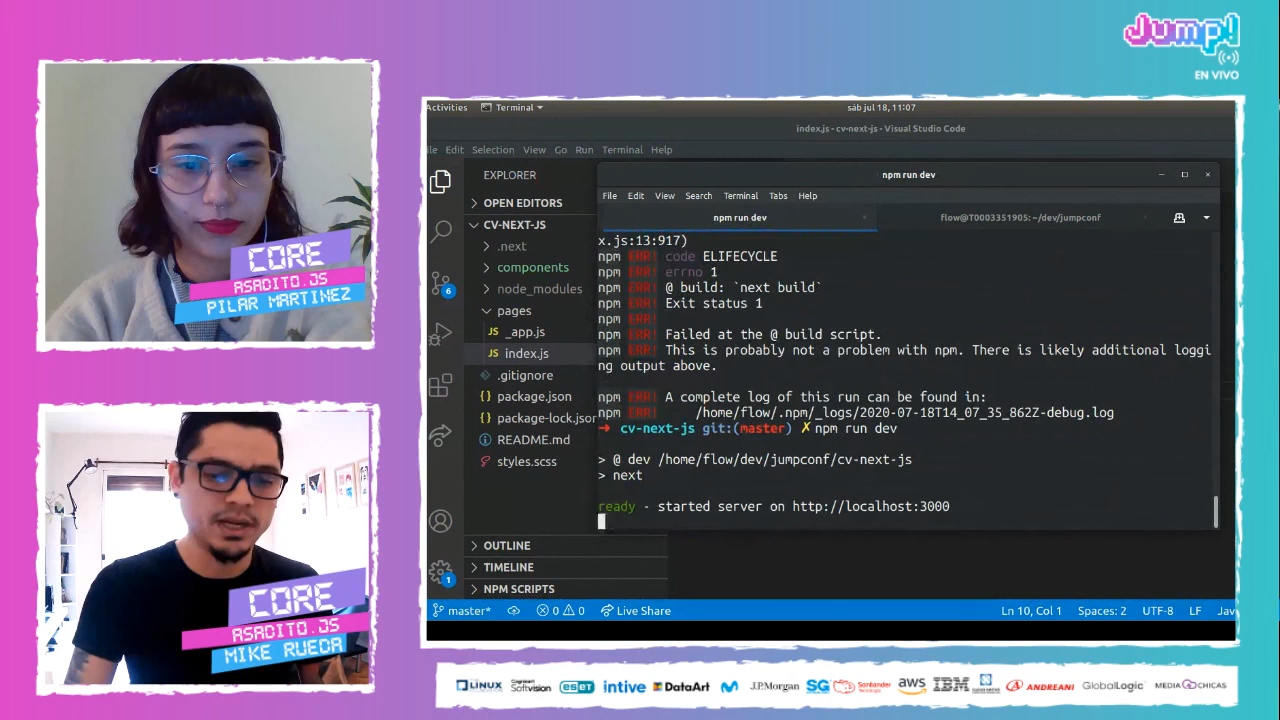 Jump!
EN VIVO
CORE
ASADITO.JS
PILAR MARTINEZ
CORE
ASADITO.JS
MIKE RUEDA
Activities
Terminal
sáb jul 18, 11:07
index.js - cv-next-js - Visual Studio Code
ile Edit Selection View Go Run Terminal Help
EXPLORER
OPEN EDITORS
CV-NEXT-JS
.next
components
node_modules
pages
JS _app.js
JS index.js
.gitignore
{} package.json
{} package-lock.json
README.md
styles.scss
OUTLINE
TIMELINE
NPM SCRIPTS
6
1
npm run dev
File Edit View Search Terminal Tabs Help
npm run dev
flow@T0003351905: ~/dev/jumpconf
x.js:13:917)
npm ERR! code ELIFECYCLE
npm ERR! errno 1
npm ERR! @ build: `next build`
npm ERR! Exit status 1
npm ERR!
npm ERR! Failed at the @ build script.
npm ERR! This is probably not a problem with npm. There is likely additional loggi
ng output above.
npm ERR! A complete log of this run can be found in:
npm ERR! /home/flow/.npm/_logs/2020-07-18T14_07_35_862Z-debug.log
➜ cv-next-js git:(master) ✗ npm run dev
> @ dev /home/flow/dev/jumpconf/cv-next-js
> next
ready - started server on http://localhost:3000
master* 0 0 Live Share
Ln 10, Col 1 Spaces: 2 UTF-8 LF Jav
LINUX
Cognizant Softvision
eseT
intive
DataArt
J.P.Morgan
SG
Santander
aws
IBM
ANDREANI
GlobalLogic
MEDIA CHICAS